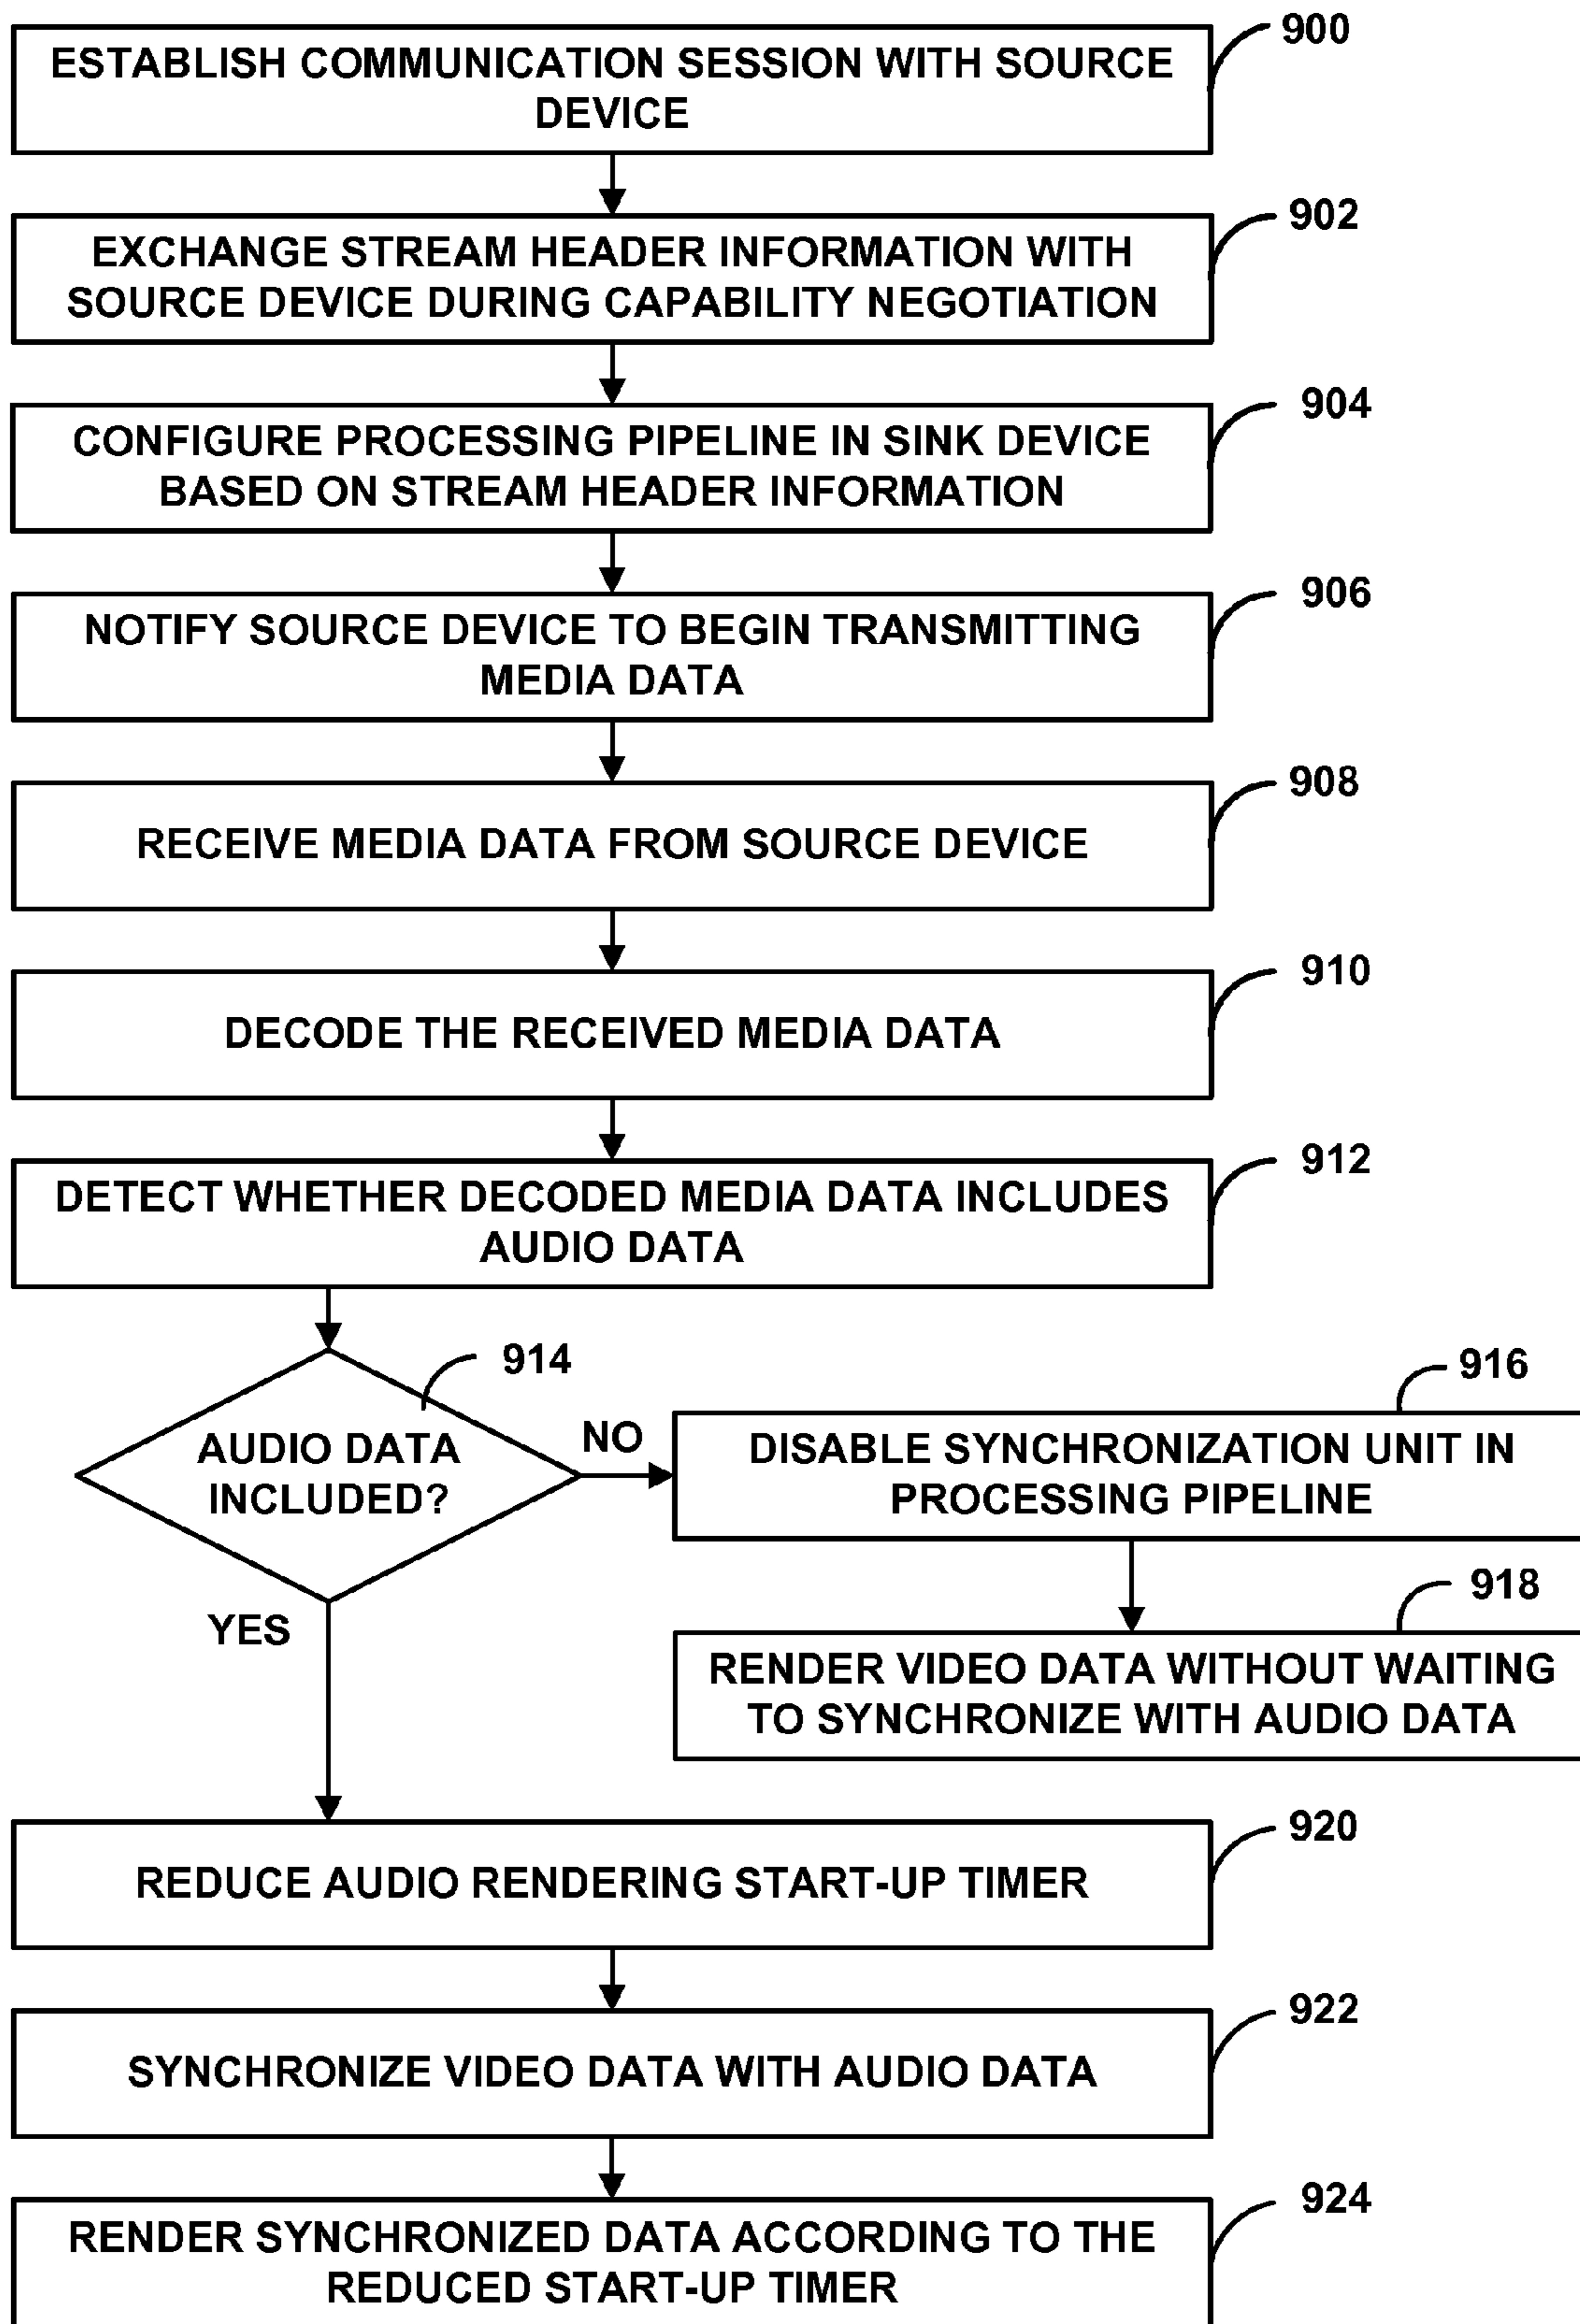 900
ESTABLISH COMMUNICATION SESSION WITH SOURCE
DEVICE
902
EXCHANGE STREAM HEADER INFORMATION WITH
SOURCE DEVICE DURING CAPABILITY NEGOTIATION
904
CONFIGURE PROCESSING PIPELINE IN SINK DEVICE
BASED ON STREAM HEADER INFORMATION
906
NOTIFY SOURCE DEVICE TO BEGIN TRANSMITTING
MEDIA DATA
908
RECEIVE MEDIA DATA FROM SOURCE DEVICE
910
DECODE THE RECEIVED MEDIA DATA
912
DETECT WHETHER DECODED MEDIA DATA INCLUDES
AUDIO DATA
914
AUDIO DATA
INCLUDED?
NO
916
DISABLE SYNCHRONIZATION UNIT IN
PROCESSING PIPELINE
918
RENDER VIDEO DATA WITHOUT WAITING
TO SYNCHRONIZE WITH AUDIO DATA
YES
920
REDUCE AUDIO RENDERING START-UP TIMER
922
SYNCHRONIZE VIDEO DATA WITH AUDIO DATA
924
RENDER SYNCHRONIZED DATA ACCORDING TO THE
REDUCED START-UP TIMER